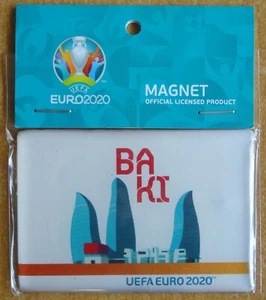 UEFA
EURO2020
MAGNET
OFFICIAL LICENSED PRODUCT
BA
KI
UEFA EURO 2020™